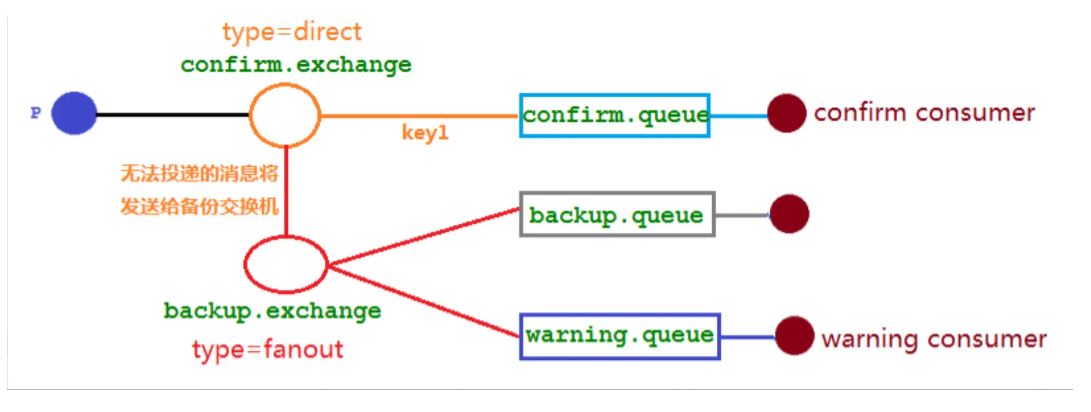 type=direct
confirm.exchange
P
key1
confirm.queue
confirm consumer
无法投递的消息将
发送给备份交换机
backup.queue
backup.exchange
type=fanout
warning.queue
warning consumer